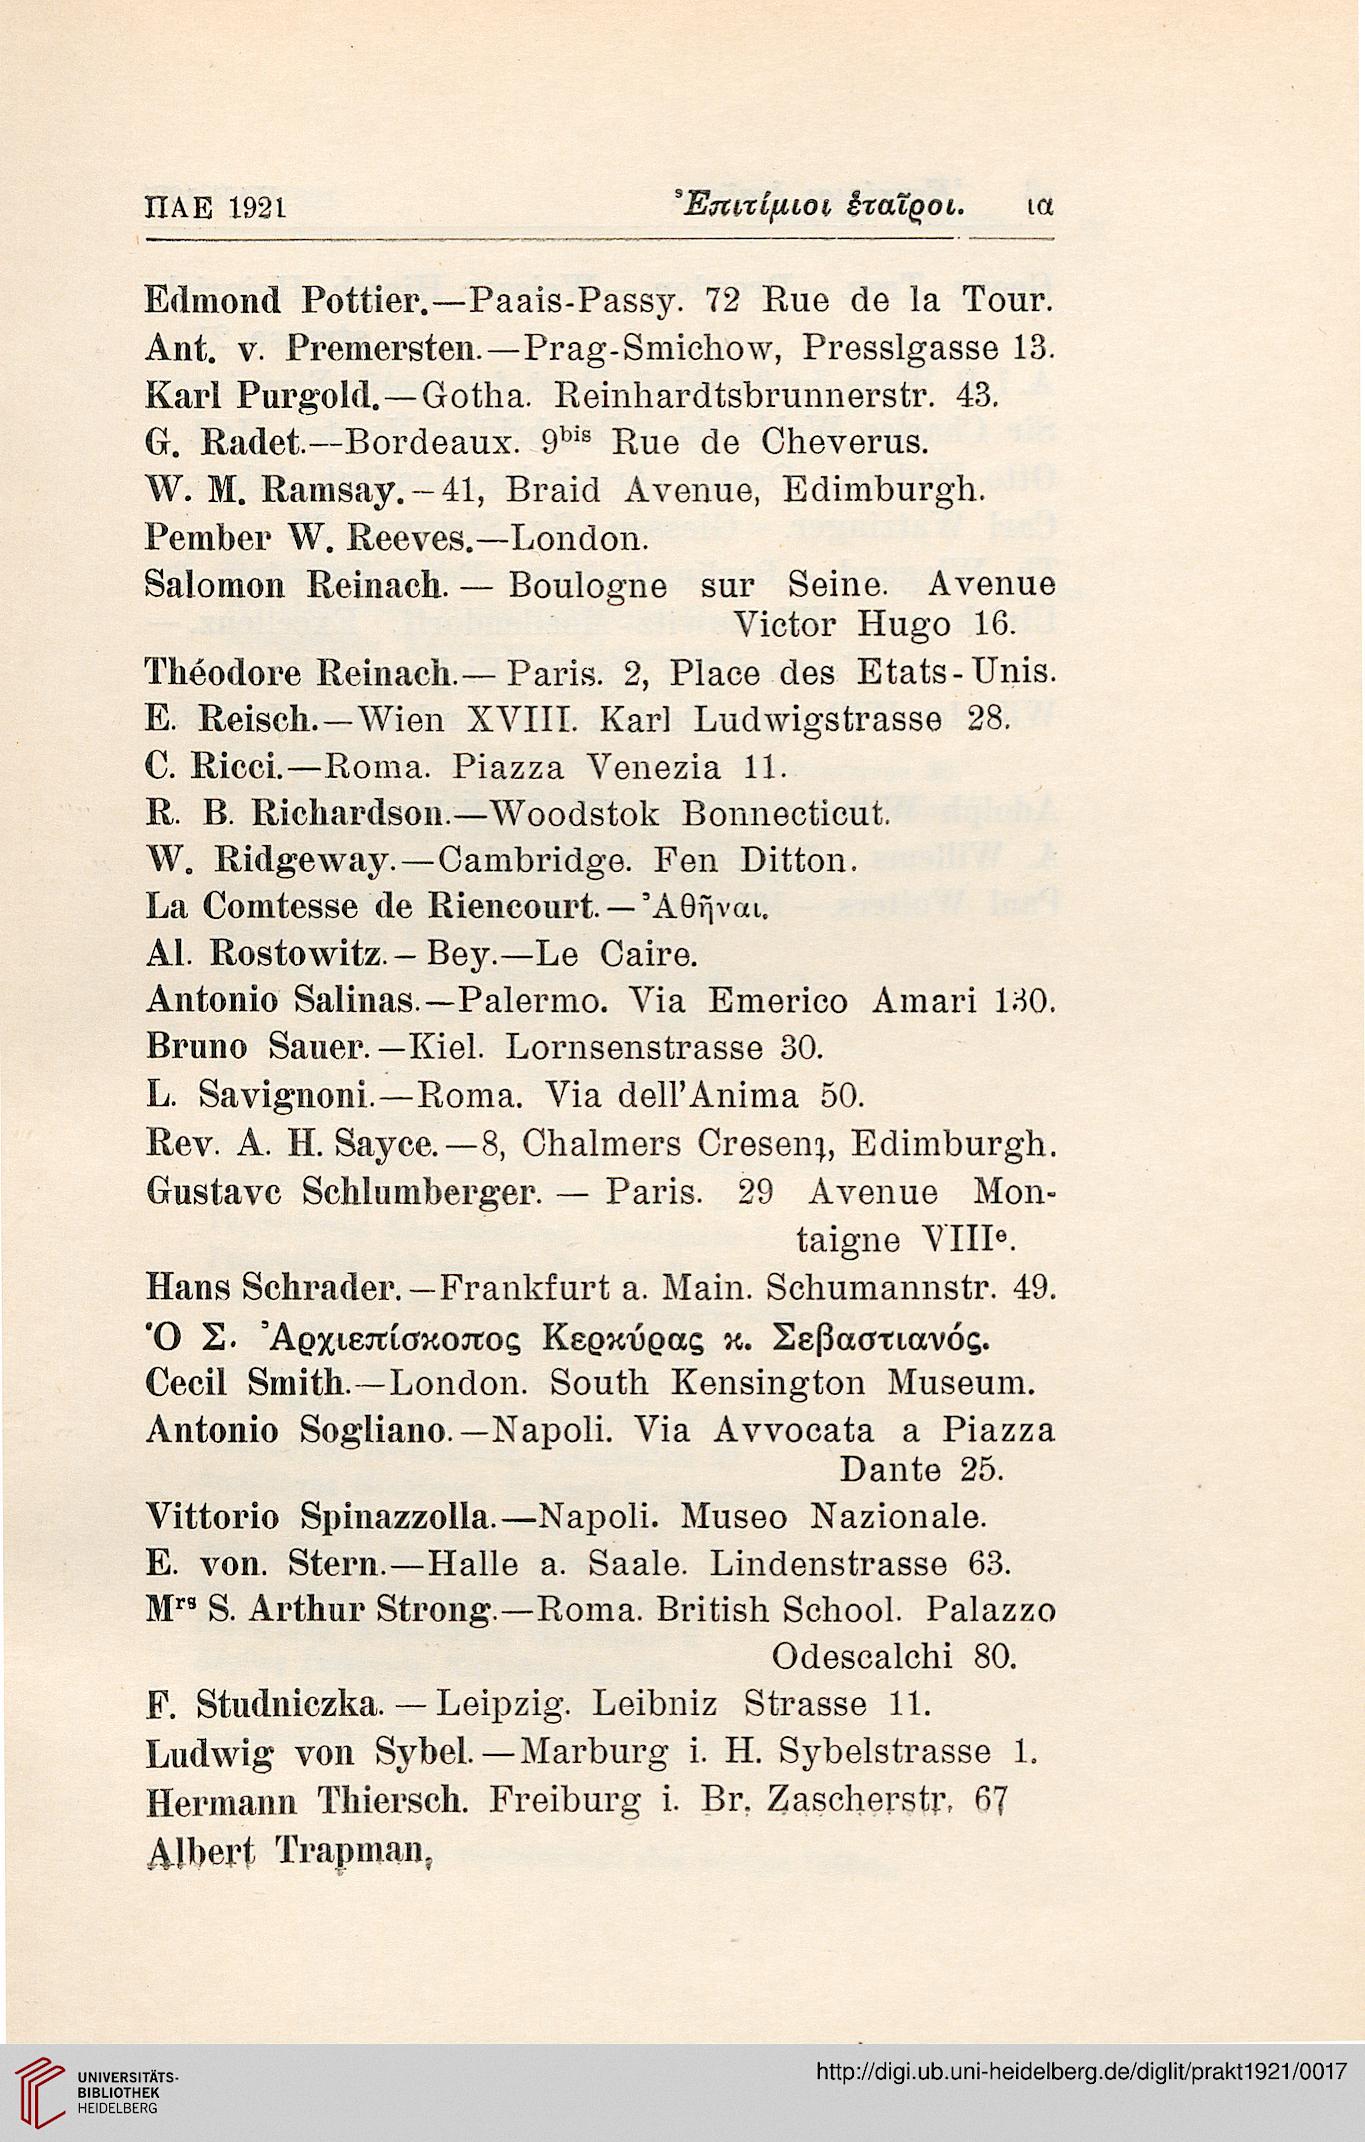 ΠΑΕ 1921 Ἐπιτίμιοι ἑταῖροι. ια
Edmond Pottier.—Paais-Passy. 72 Rue de la Tour.
Ant. v. Premersten.—Prag-Smichow, Presslgasse 13.
Karl Purgold.—Gotha. Reinhardtsbrunnerstr. 43.
G. Radet.—Bordeaux. 9bis Rue de Cheverus.
W. M. Ramsay.-41, Braid Avenue, Edimburgh.
Pember W. Reeves.—London.
Salomon Reinach. — Boulogne sur Seine. Avenue
Victor Hugo 16.
Théodore Reinach.— Paris. 2, Place des Etats-Unis.
E. Reisch.—Wien XVIII. Karl Ludwigstrasse 28.
C. Ricci.—Roma. Piazza Venezia 11.
R. B. Richardson.—Woodstok Bonnecticut.
W. Ridgeway.—Cambridge. Fen Ditton.
La Comtesse de Riencourt.—Ἀθῆναι.
Al. Rostowitz.-Bey.—Le Caire.
Antonio Salinas.—Palermo. Via Emerico Amari 130.
Bruno Sauer.—Kiel. Lornsenstrasse 30.
L. Savignoni.—Roma. Via dell'Anima 50.
Rev. A. H. Sayce.—8, Chalmers Cresent, Edimburgh.
Gustavc Schlumberger. — Paris. 29 Avenue Mon-
taigne VIIIe.
Hans Schrader.—Frankfurt a. Main. Schumannstr. 49.
Ὁ Σ. Ἀρχιεπίσκοπος Κερκύρας κ. Σεβαστιανός.
Cecil Smith.—London. South Kensington Museum.
Antonio Sogliano.—Napoli. Via Avvocata a Piazza
Dante 25.
Vittorio Spinazzolla.—Napoli. Museo Nazionale.
E. von. Stern.—Halle a. Saale. Lindenstrasse 63.
Mrs S. Arthur Strong.—Roma. British School. Palazzo
Odescalchi 80.
F. Studniczka. — Leipzig. Leibniz Strasse 11.
Ludwig von Sybel.—Marburg i. H. Sybelstrasse 1.
Hermann Thiersch. Freiburg i. Br. Zascherstr. 67
Albert Trapman,
UNIVERSITÄTS-
BIBLIOTHEK
HEIDELBERG
http://digi.ub.uni-heidelberg.de/diglit/prakt1921/0017